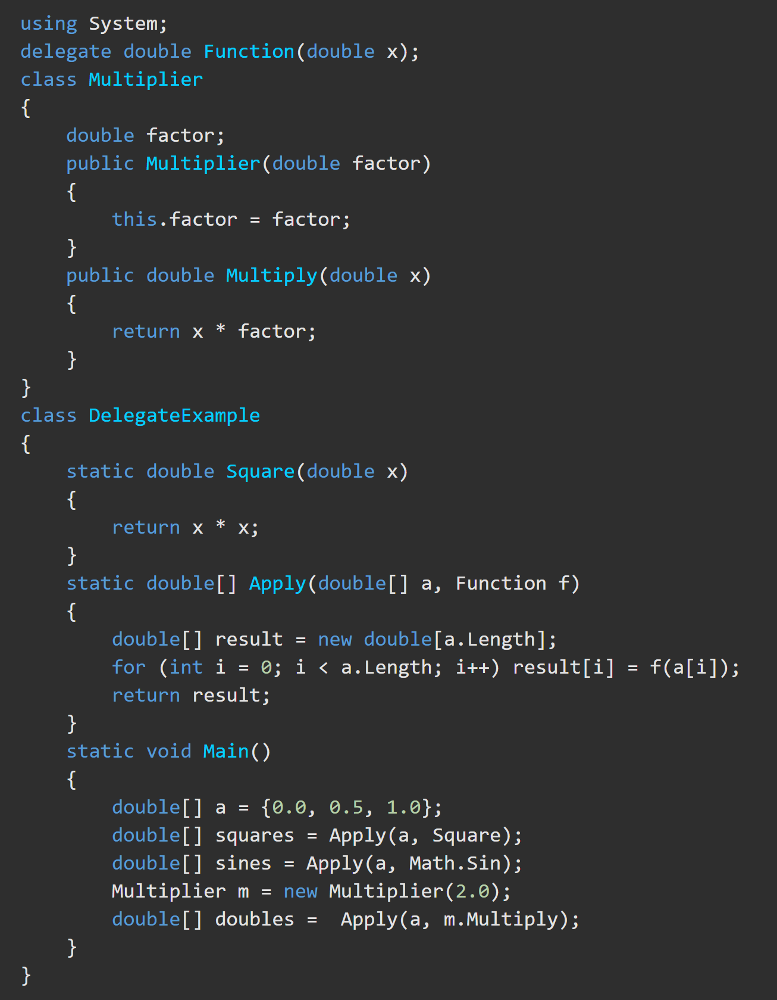 using System;
delegate double Function(double x);
class Multiplier
{
    double factor;
    public Multiplier(double factor)
    {
        this.factor = factor;
    }
    public double Multiply(double x)
    {
        return x * factor;
    }
}
class DelegateExample
{
    static double Square(double x)
    {
        return x * x;
    }
    static double[] Apply(double[] a, Function f)
    {
        double[] result = new double[a.Length];
        for (int i = 0; i < a.Length; i++) result[i] = f(a[i]);
        return result;
    }
    static void Main()
    {
        double[] a = {0.0, 0.5, 1.0};
        double[] squares = Apply(a, Square);
        double[] sines = Apply(a, Math.Sin);
        Multiplier m = new Multiplier(2.0);
        double[] doubles =  Apply(a, m.Multiply);
    }
}